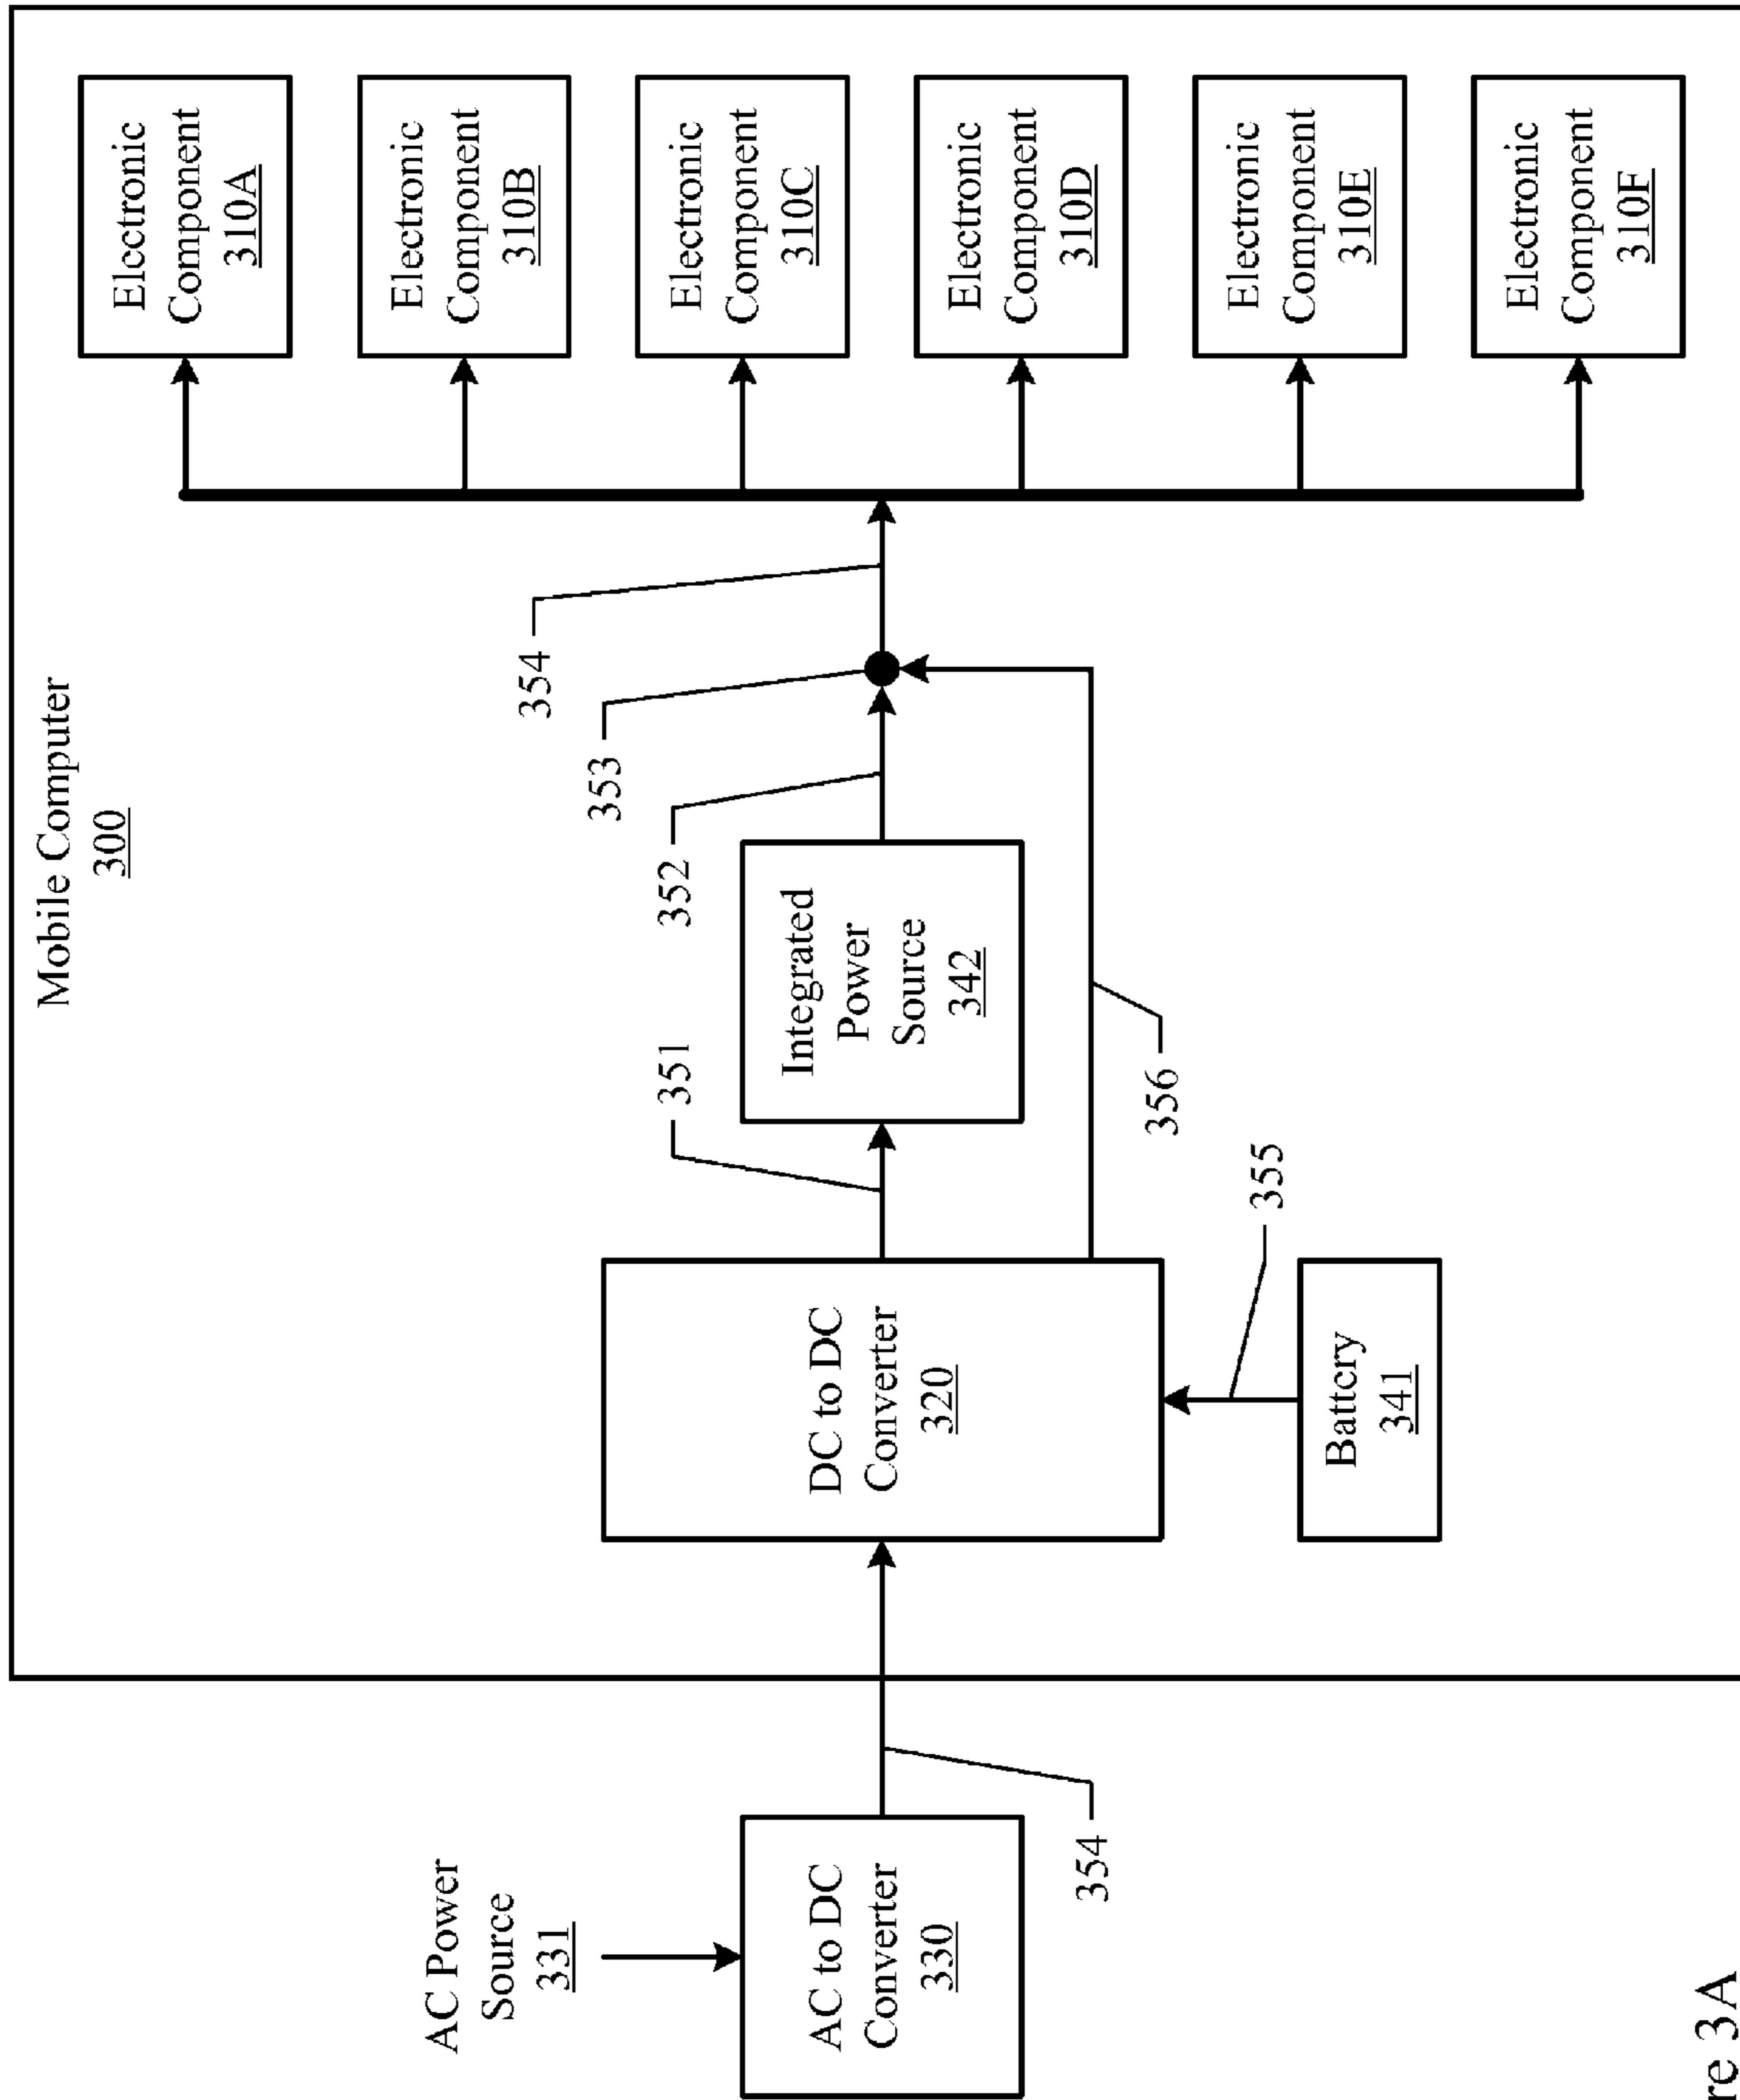 Mobile Computer
300
Electronic
Component
310A
Electronic
Component
310B
Electronic
Component
310C
Electronic
Component
310D
Electronic
Component
310E
Electronic
Component
310F
AC Power
Source
331
AC to DC
Converter
330
354
DC to DC
Converter
320
351
Integrated
Power
Source
342
352
353
354
356
355
Battcry
341
re 3A